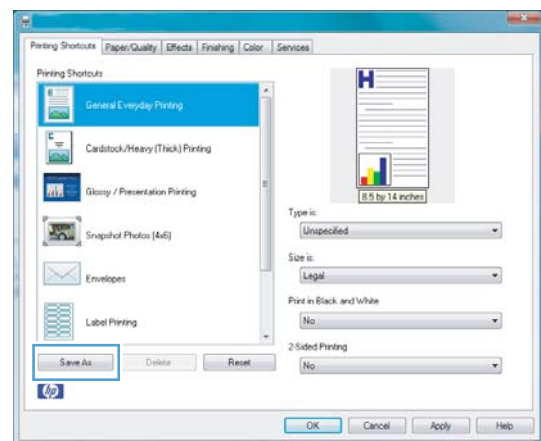 Printing Shortcuts Paper/Quality Effects Finishing Color Services
Printing Shortcuts
General Everyday Printing
Cardstock/Heavy (Thick) Printing
Glossy / Presentation Printing
Snapshot Photos (4x6)
Envelopes
Label Printing
Save As Delete Reset
hp
H
8.5 by 14 inches
Type is:
Unspecified
Size is:
Legal
Print in Black and White
No
2-Sided Printing
No
OK Cancel Apply Help